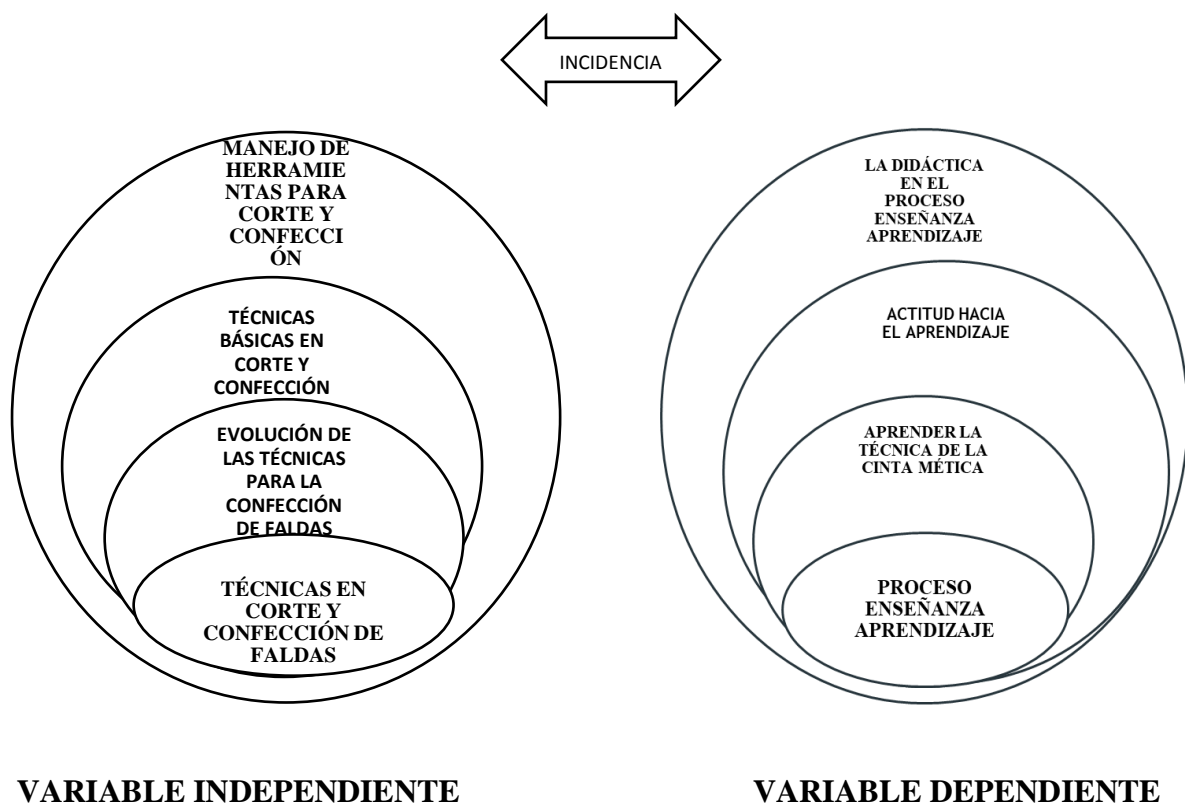 INCIDENCIA
MANEJO DE
HERRAMIE
NTAS PARA
CORTE Y
CONFECCI
ÓN
TÉCNICAS
BÁSICAS EN
CORTE Y
CONFECCIÓN
EVOLUCIÓN DE
LAS TÉCNICAS
PARA LA
CONFECCIÓN
DE FALDAS
TÉCNICAS EN
CORTE Y
CONFECCIÓN DE
FALDAS
LA DIDÁCTICA
EN EL
PROCESO
ENSEÑANZA
APRENDIZAJE
ACTITUD HACIA
EL APRENDIZAJE
APRENDER LA
TÉCNICA DE LA
CINTA MÉTICA
PROCESO
ENSEÑANZA
APRENDIZAJE
VARIABLE INDEPENDIENTE
VARIABLE DEPENDIENTE